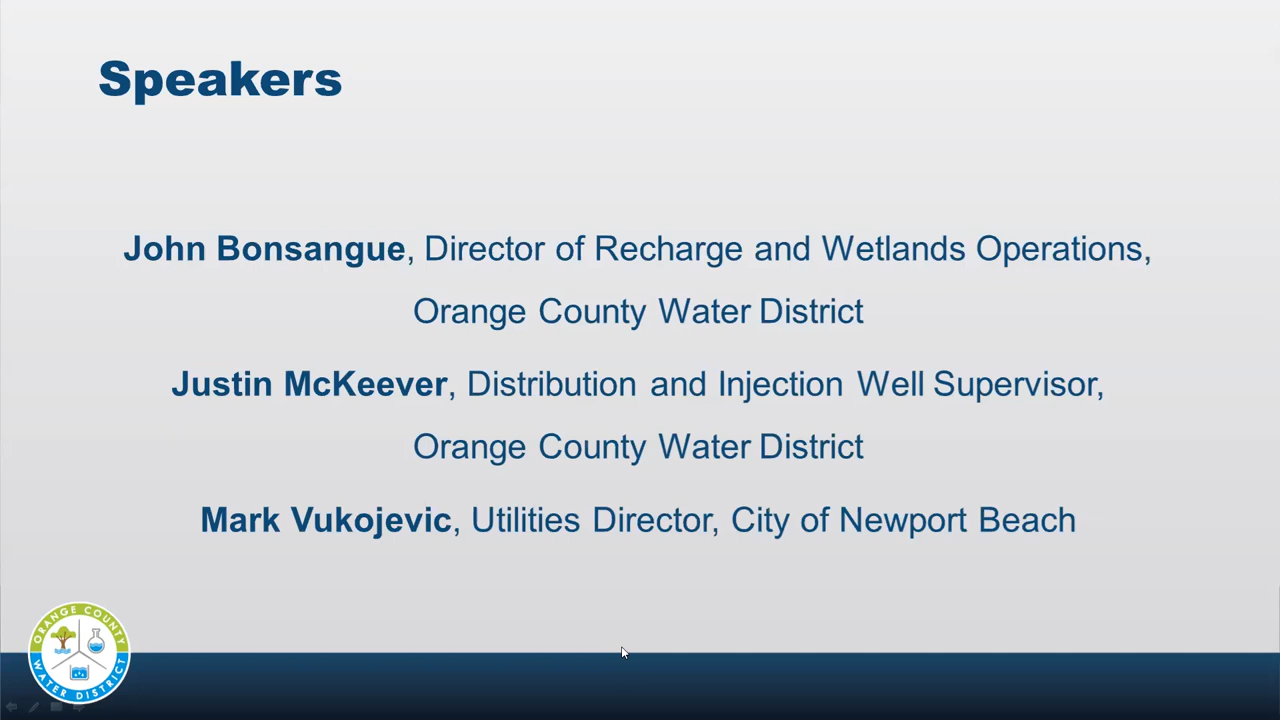 Speakers
John Bonsangue, Director of Recharge and Wetlands Operations,
Orange County Water District
Justin McKeever, Distribution and Injection Well Supervisor,
Orange County Water District
Mark Vukojevic, Utilities Director, City of Newport Beach
ORANGE COUNTY
WATER DISTRICT